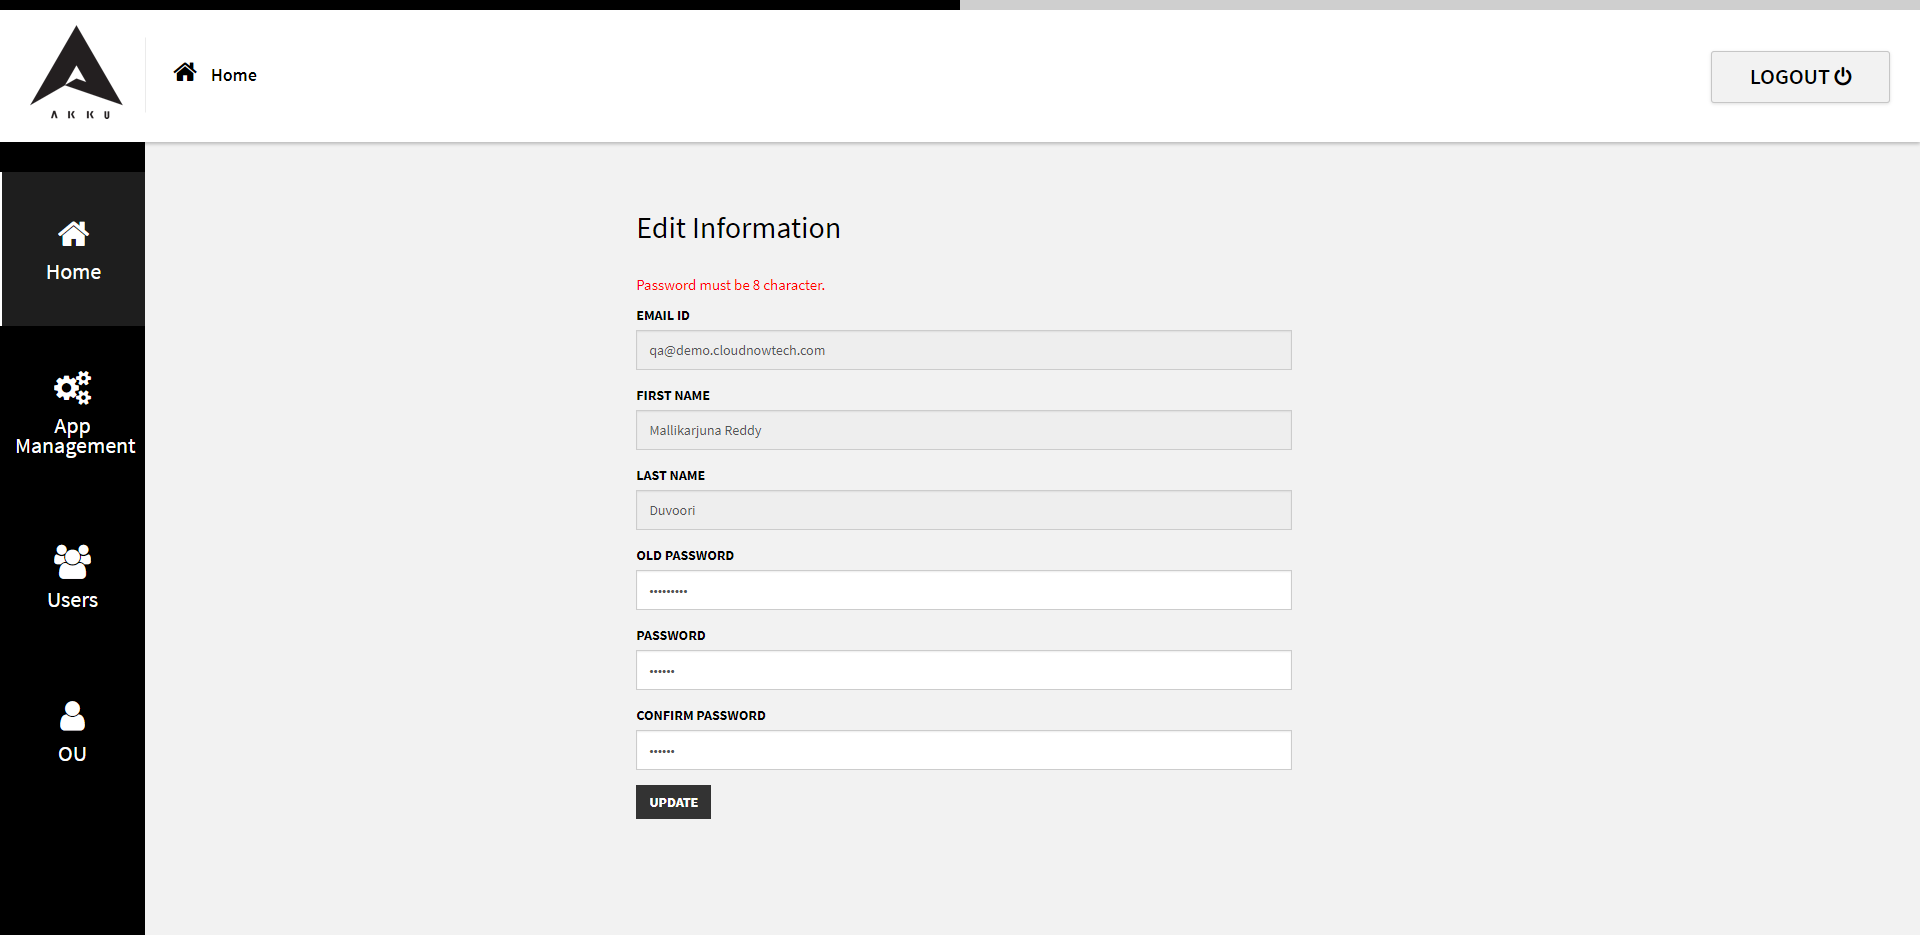 AKKU
Home
LOGOUT
Home
App
Management
Users
OU
Edit Information
Password must be 8 character.
EMAIL ID
qa@demo.cloudnowtech.com
FIRST NAME
Mallikarjuna Reddy
LAST NAME
Duvoori
OLD PASSWORD
•••••••••
PASSWORD
••••••
CONFIRM PASSWORD
••••••
UPDATE